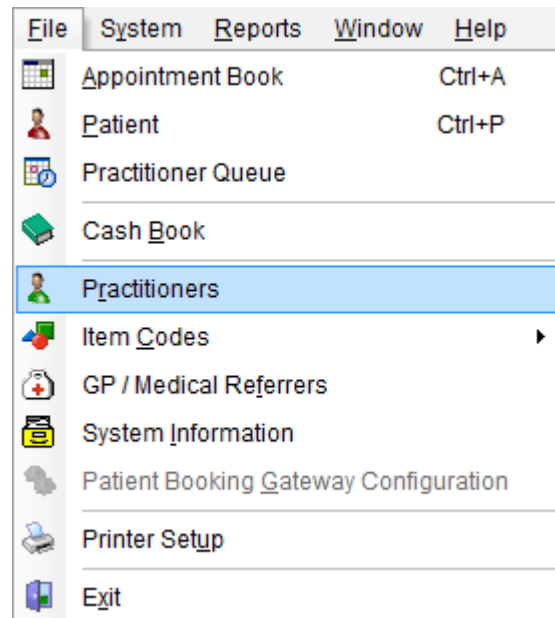 File System Reports Window Help
Appointment Book Ctrl+A
Patient Ctrl+P
Practitioner Queue
Cash Book
Practitioners
Item Codes
GP / Medical Referrers
System Information
Patient Booking Gateway Configuration
Printer Setup
Exit